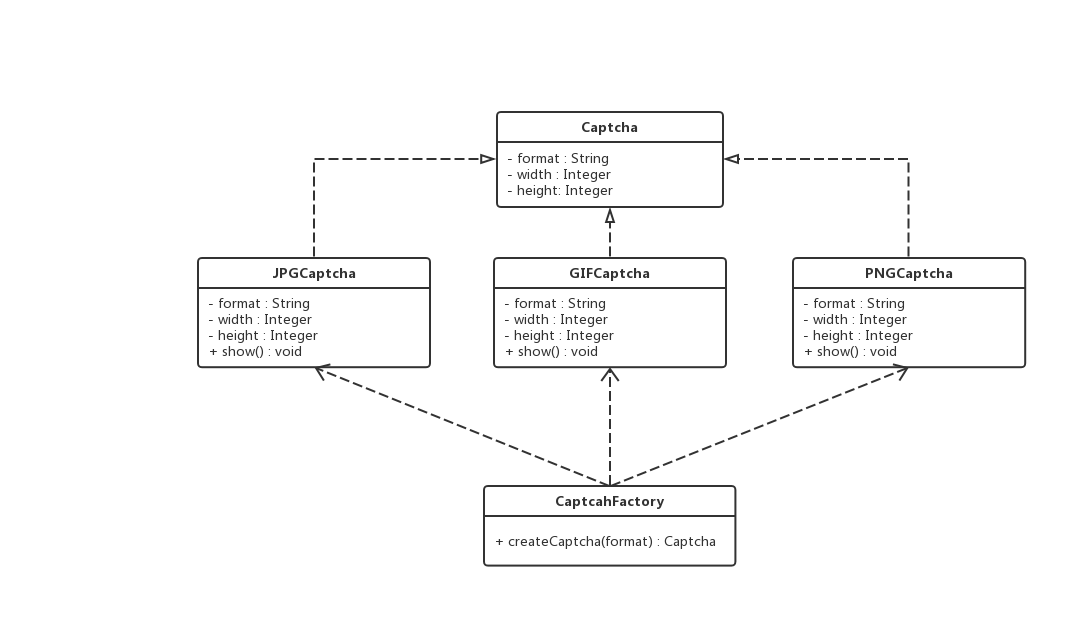 Captcha
- format : String
- width : Integer
- height: Integer
JPGCaptcha
- format : String
- width : Integer
- height : Integer
+ show() : void
GIFCaptcha
- format : String
- width : Integer
- height : Integer
+ show() : void
PNGCaptcha
- format : String
- width : Integer
- height : Integer
+ show() : void
CaptcahFactory
+ createCaptcha(format) : Captcha